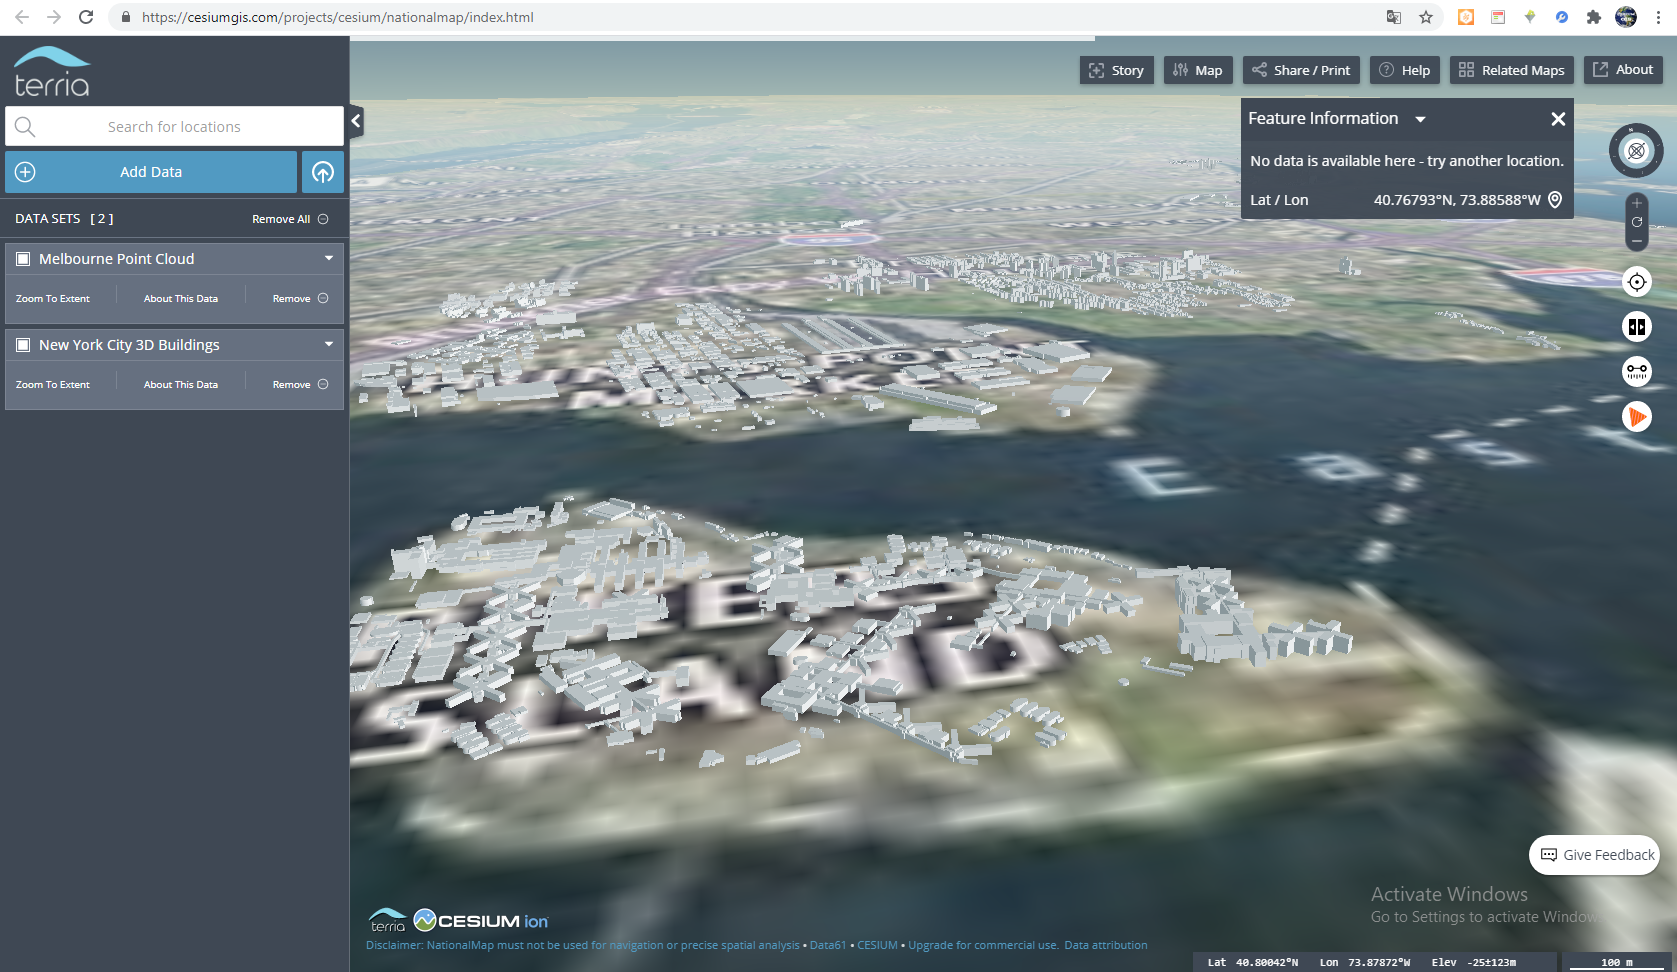 https://cesiumgis.com/projects/cesium/nationalmap/index.html
terria
Search for locations
Add Data
DATA SETS [ 2 ]
Remove All
Melbourne Point Cloud
Zoom To Extent
About This Data
Remove
New York City 3D Buildings
Zoom To Extent
About This Data
Remove
Story
Map
Share / Print
Help
Related Maps
About
Feature Information
No data is available here - try another location.
Lat / Lon 40.76793°N, 73.88588°W
E a s
ISLAND
Give Feedback
Activate Windows
Go to Settings to activate Window
terria CESIUM ion
Disclaimer: NationalMap must not be used for navigation or precise spatial analysis • Data61 • CESIUM • Upgrade for commercial use. Data attribution
Lat 40.80042°N Lon 73.87872°W Elev -25±123m
100 m